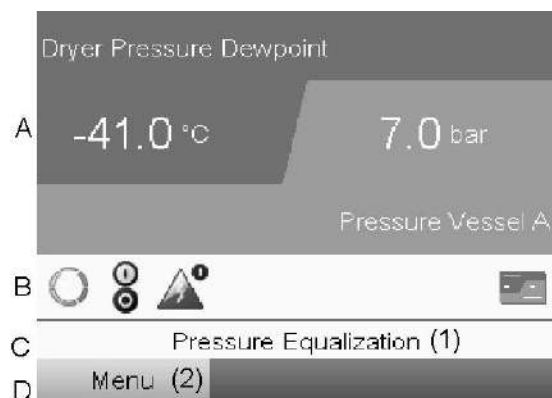 Dryer Pressure Dewpoint
A -41.0 °C 7.0 bar
Pressure Vessel A
B
C Pressure Equalization (1)
D Menu (2)